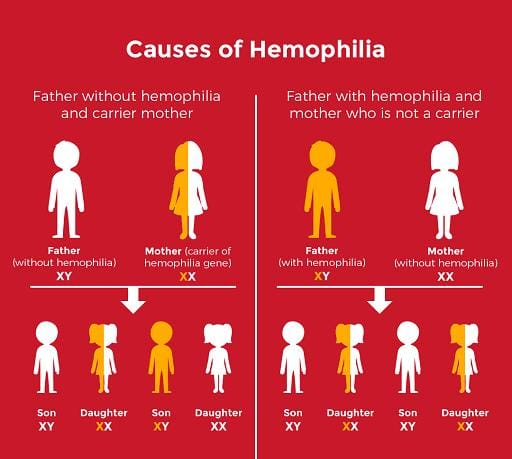 Causes of Hemophilia
Father without hemophilia
and carrier mother
Father
(without hemophilia)
XY
Mother (carrier of
hemophilia gene)
XX
Son
XY
Daughter
XX
Son
XY
Daughter
XX
Father with hemophilia and
mother who is not a carrier
Father
(with hemophilia)
XY
Mother
(without hemophilia)
XX
Son
XY
Daughter
XX
Son
XY
Daughter
XX